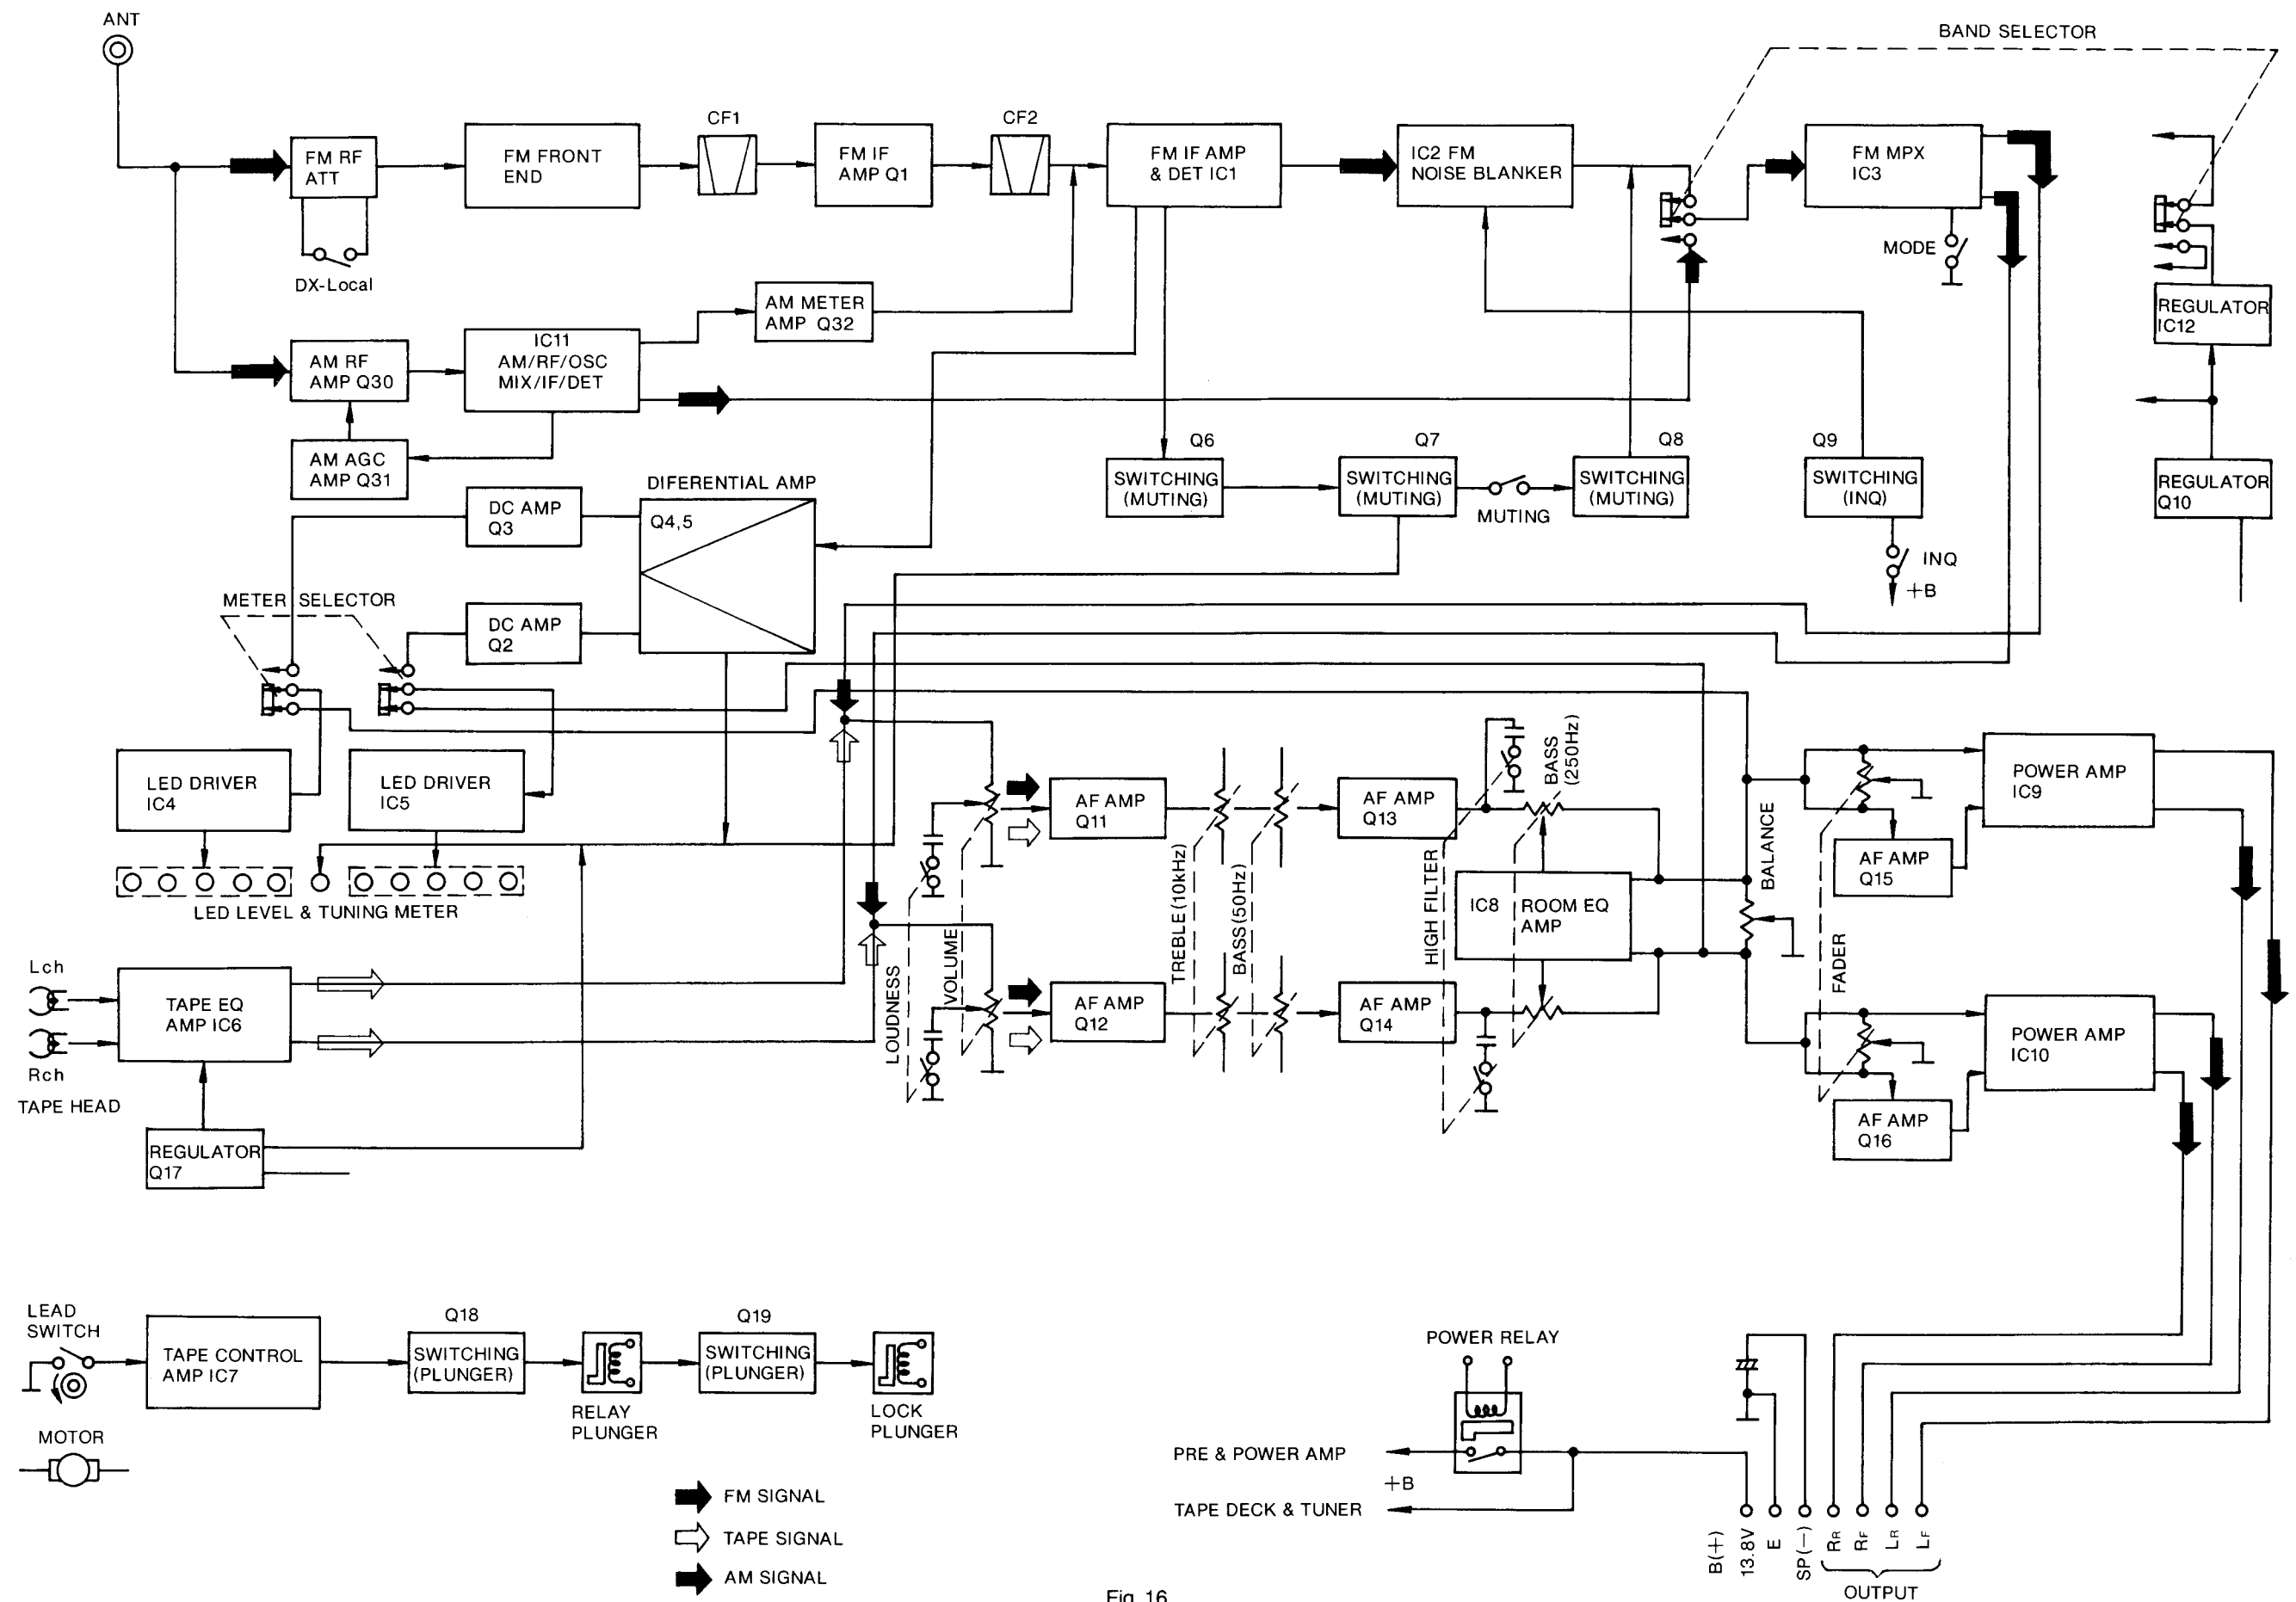 ANT
BAND SELECTOR
CF1
CF2
FM RF
ATT
FM FRONT
END
FM IF
AMP Q1
FM IF AMP
& DET IC1
IC2 FM
NOISE BLANKER
FM MPX
IC3
MODE
DX-Local
AM METER
AMP Q32
REGULATOR
IC12
AM RF
AMP Q30
IC11
AM/RF/OSC
MIX/IF/DET
AM AGC
AMP Q31
Q6
SWITCHING
(MUTING)
Q7
SWITCHING
(MUTING)
MUTING
Q8
SWITCHING
(MUTING)
Q9
SWITCHING
(INQ)
REGULATOR
Q10
INQ
+B
DIFERENTIAL AMP
Q4,5
DC AMP
Q3
DC AMP
Q2
METER SELECTOR
LED DRIVER
IC4
LED DRIVER
IC5
LED LEVEL & TUNING METER
AF AMP
Q11
AF AMP
Q13
BASS
(250Hz)
LOUDNESS
VOLUME
TREBLE (10kHz)
BASS (50Hz)
HIGH FILTER
IC8 ROOM EQ
AMP
BALANCE
FADER
POWER AMP
IC9
AF AMP
Q15
AF AMP
Q12
AF AMP
Q14
POWER AMP
IC10
AF AMP
Q16
Lch
Rch
TAPE HEAD
TAPE EQ
AMP IC6
REGULATOR
Q17
LEAD
SWITCH
TAPE CONTROL
AMP IC7
Q18
SWITCHING
(PLUNGER)
RELAY
PLUNGER
Q19
SWITCHING
(PLUNGER)
LOCK
PLUNGER
MOTOR
FM SIGNAL
TAPE SIGNAL
AM SIGNAL
POWER RELAY
PRE & POWER AMP
+B
TAPE DECK & TUNER
B(+)
13.8V
E
SP(−)
RR
RF
LR
LF
OUTPUT
Fig. 16